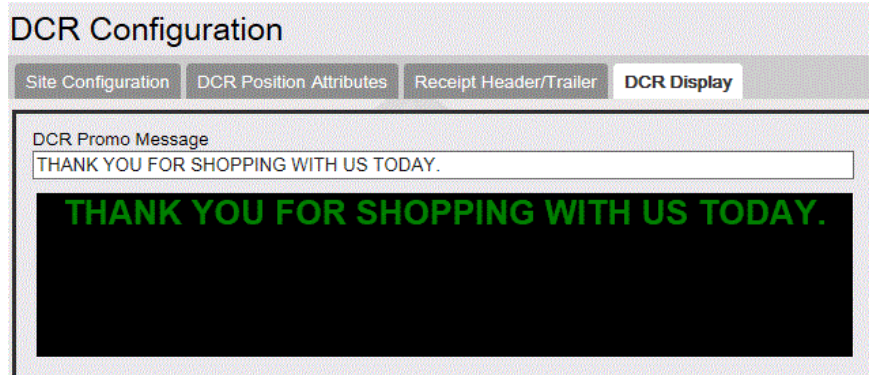 DCR Configuration
Site Configuration DCR Position Attributes Receipt Header/Trailer DCR Display
DCR Promo Message
THANK YOU FOR SHOPPING WITH US TODAY.
THANK YOU FOR SHOPPING WITH US TODAY.